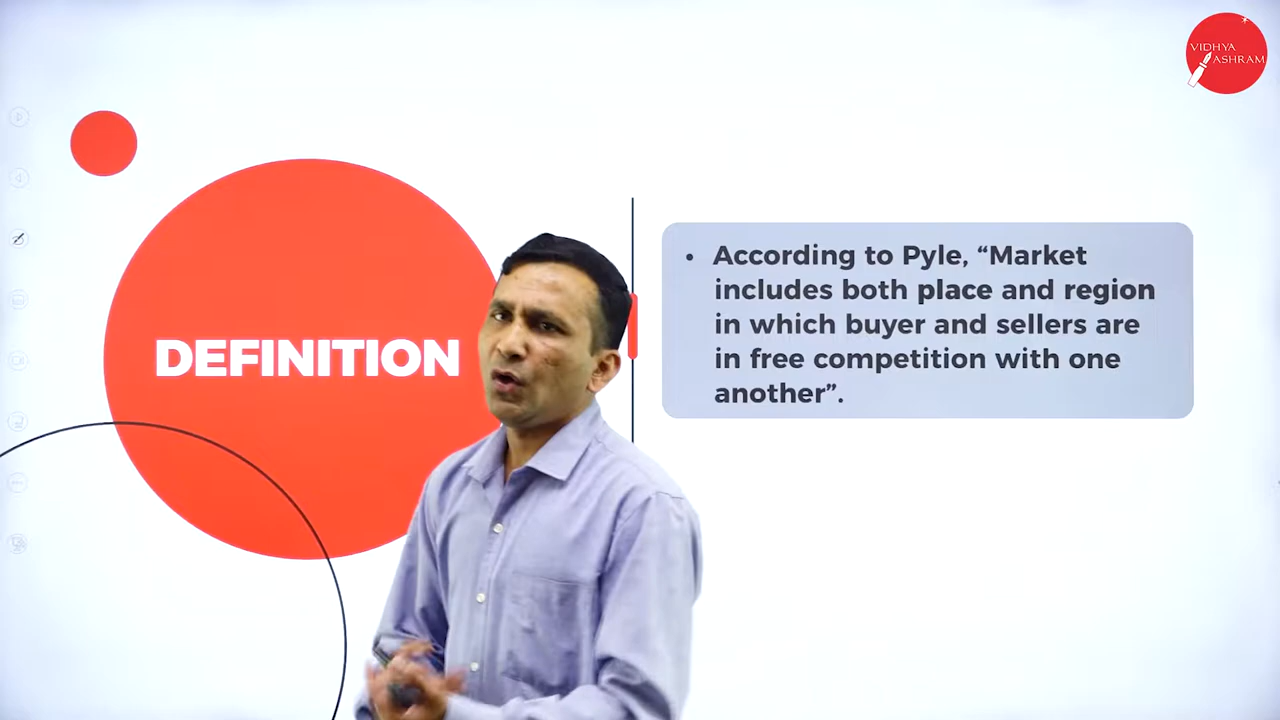 VIDHYA
ASHRAM
DEFINITION
• According to Pyle, “Market
includes both place and region
in which buyer and sellers are
in free competition with one
another”.